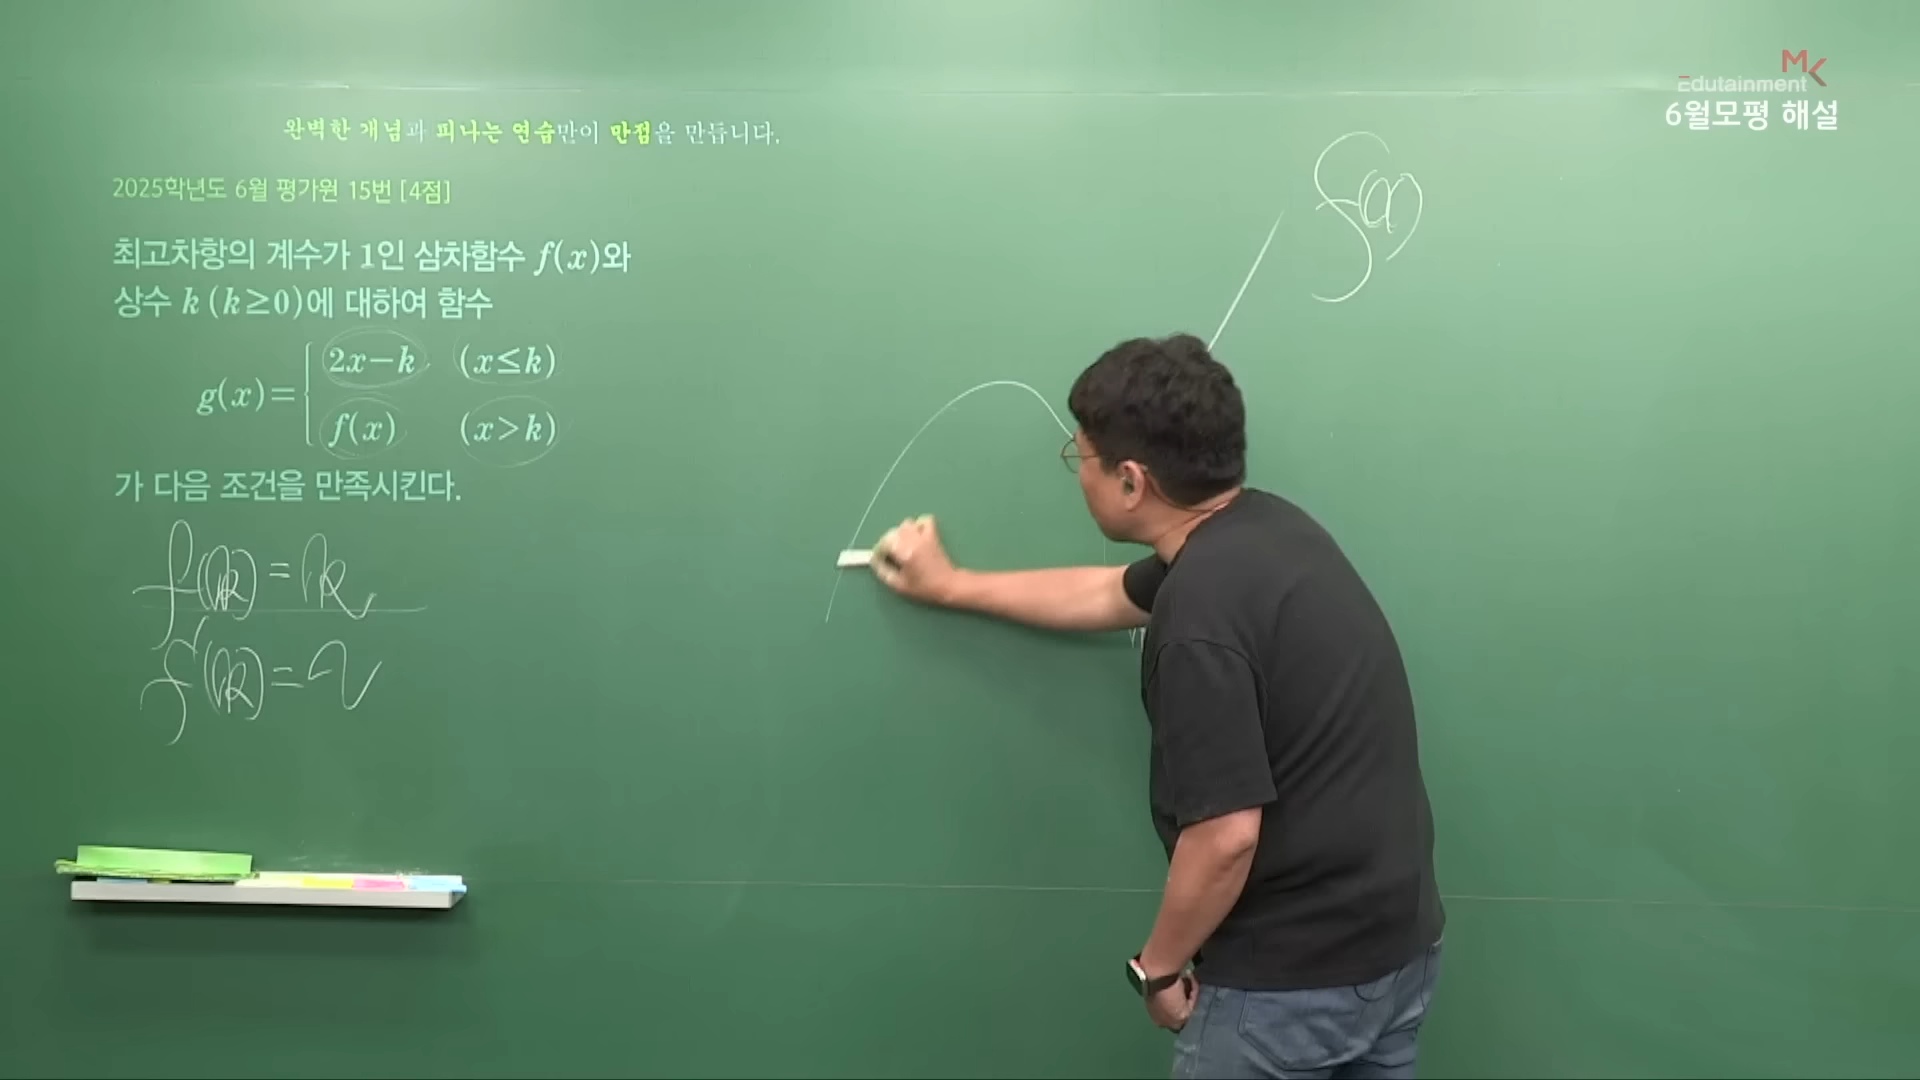 MK
Edutainment
6월모평 해설
완벽한 개념과 피나는 연습만이 만점을 만듭니다.
2025학년도 6월 평가원 15번 [4점]
최고차항의 계수가 1인 삼차함수 f(x)와
상수 k (k≥0)에 대하여 함수
g(x)={ 2x−k (x≤k)
f(x) (x>k)
가 다음 조건을 만족시킨다.
f(k)=k
f'(k)=2
f(x)